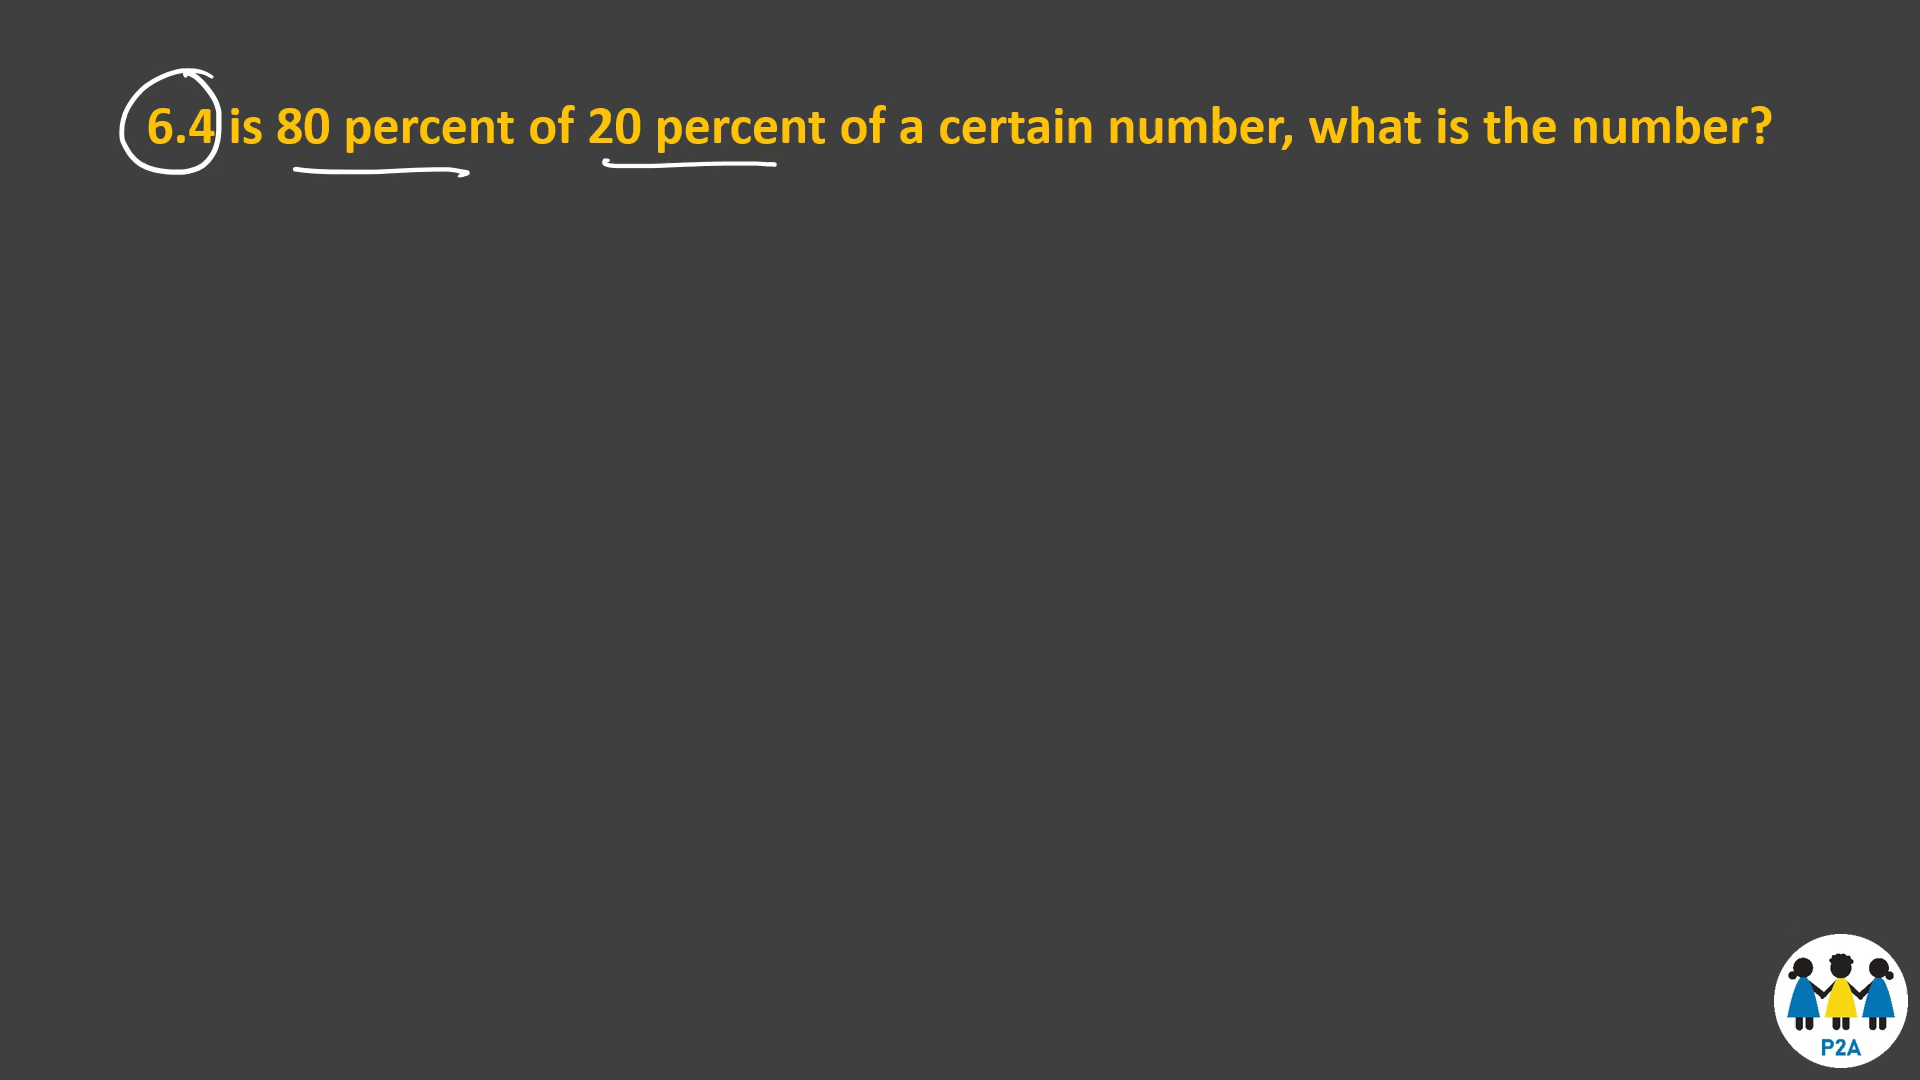 6.4 is 80 percent of 20 percent of a certain number, what is the number?
P2A